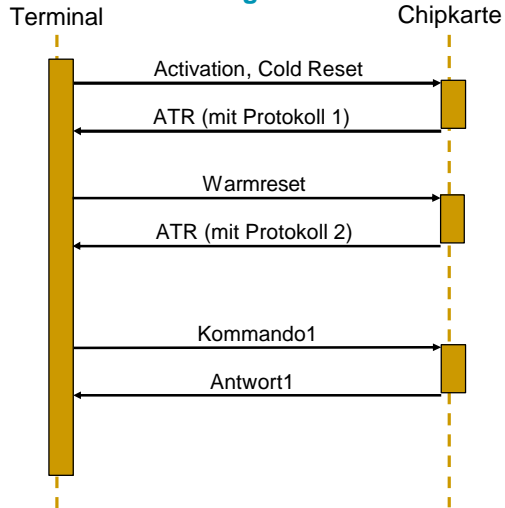 Terminal
Chipkarte
Activation, Cold Reset
ATR (mit Protokoll 1)
Warmreset
ATR (mit Protokoll 2)
Kommando1
Antwort1